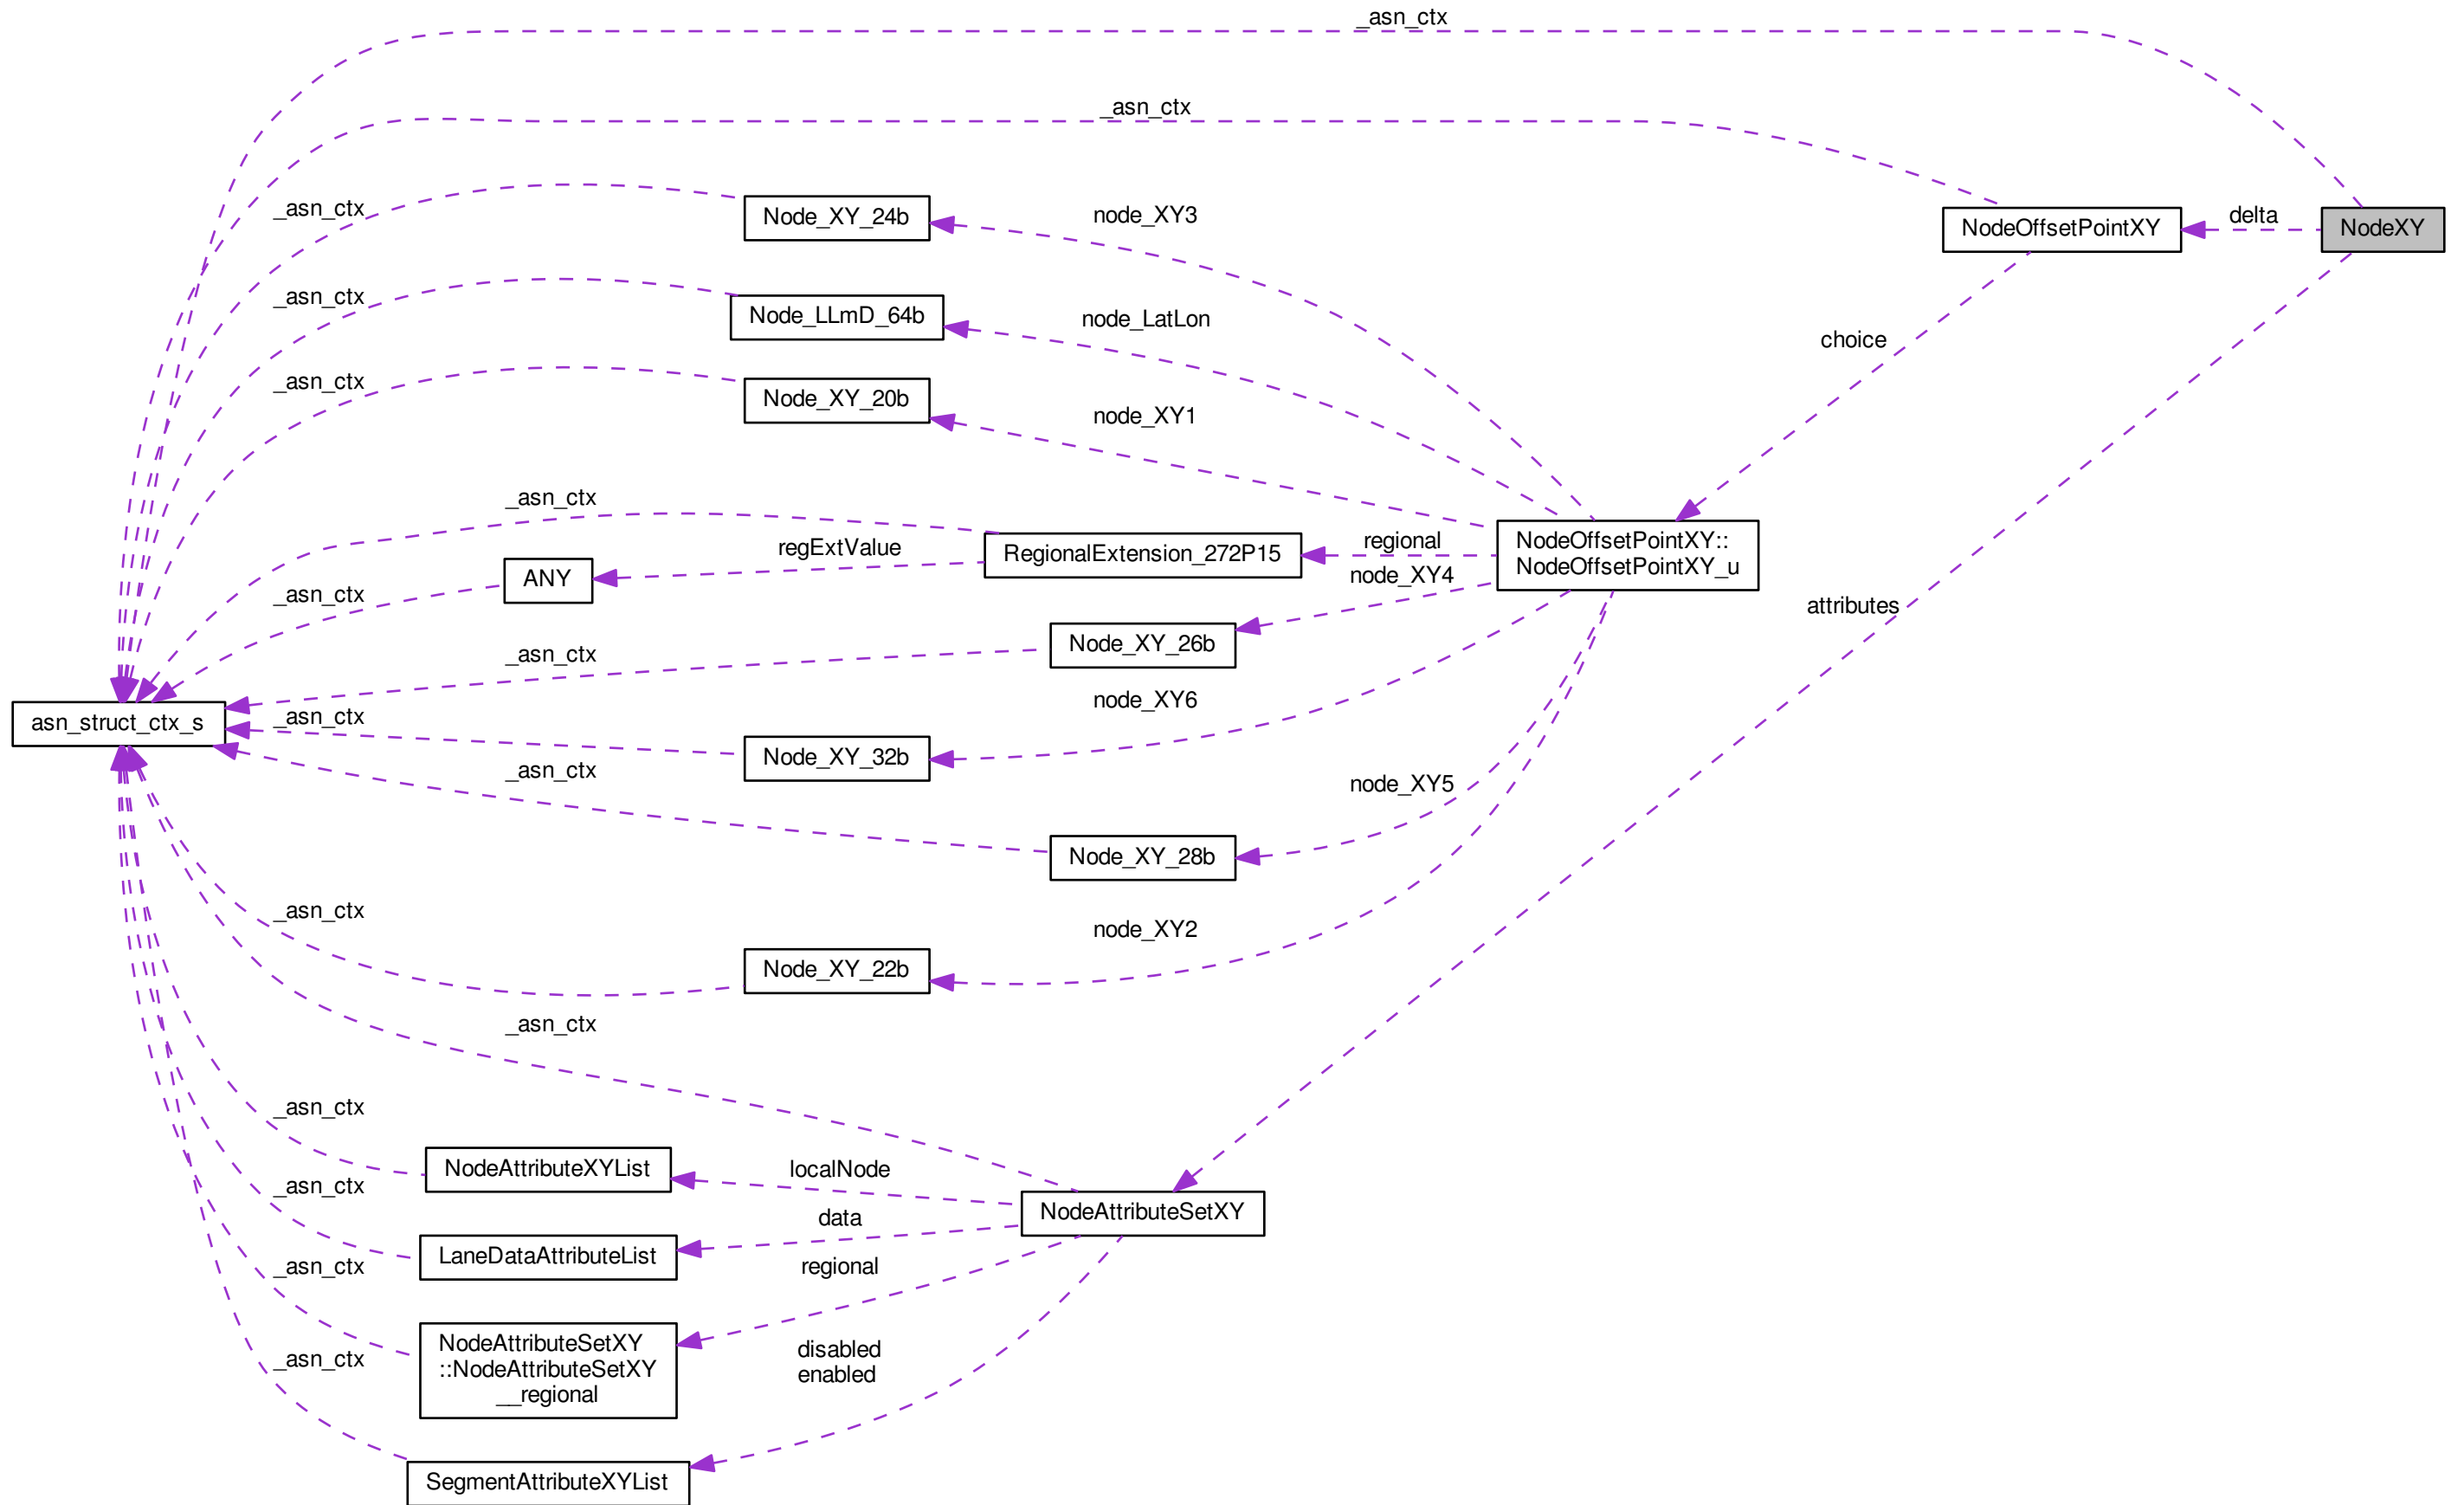 _asn_ctx
_asn_ctx
_asn_ctx
Node_XY_24b
node_XY3
NodeOffsetPointXY
delta
NodeXY
_asn_ctx
Node_LLmD_64b
node_LatLon
choice
_asn_ctx
Node_XY_20b
node_XY1
_asn_ctx
regExtValue
RegionalExtension_272P15
regional
NodeOffsetPointXY::
NodeOffsetPointXY_u
ANY
_asn_ctx
node_XY4
attributes
_asn_ctx
Node_XY_26b
node_XY6
asn_struct_ctx_s
_asn_ctx
Node_XY_32b
_asn_ctx
node_XY5
Node_XY_28b
_asn_ctx
node_XY2
Node_XY_22b
_asn_ctx
_asn_ctx
NodeAttributeXYList
localNode
NodeAttributeSetXY
_asn_ctx
data
LaneDataAttributeList
_asn_ctx
regional
NodeAttributeSetXY
::NodeAttributeSetXY
__regional
_asn_ctx
disabled
enabled
SegmentAttributeXYList